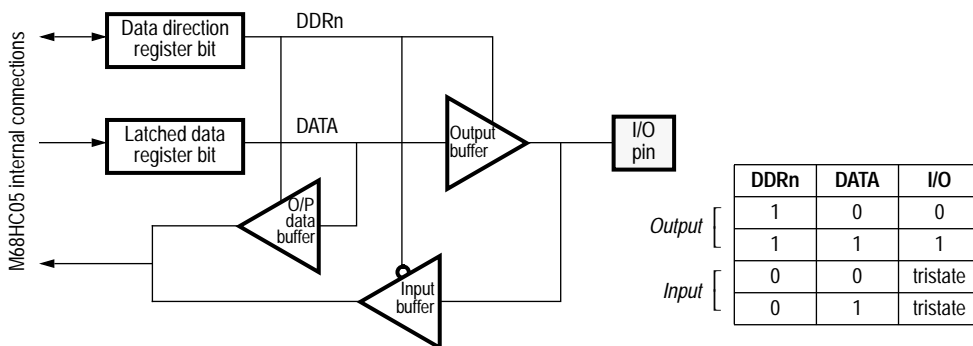 M68HC05 internal connections
Data direction
register bit
DDRn
Latched data
register bit
DATA
Output
buffer
I/O
pin
O/P
data
buffer
Input
buffer
DDRn DATA I/O
Output
1 0 0
1 1 1
Input
0 0 tristate
0 1 tristate